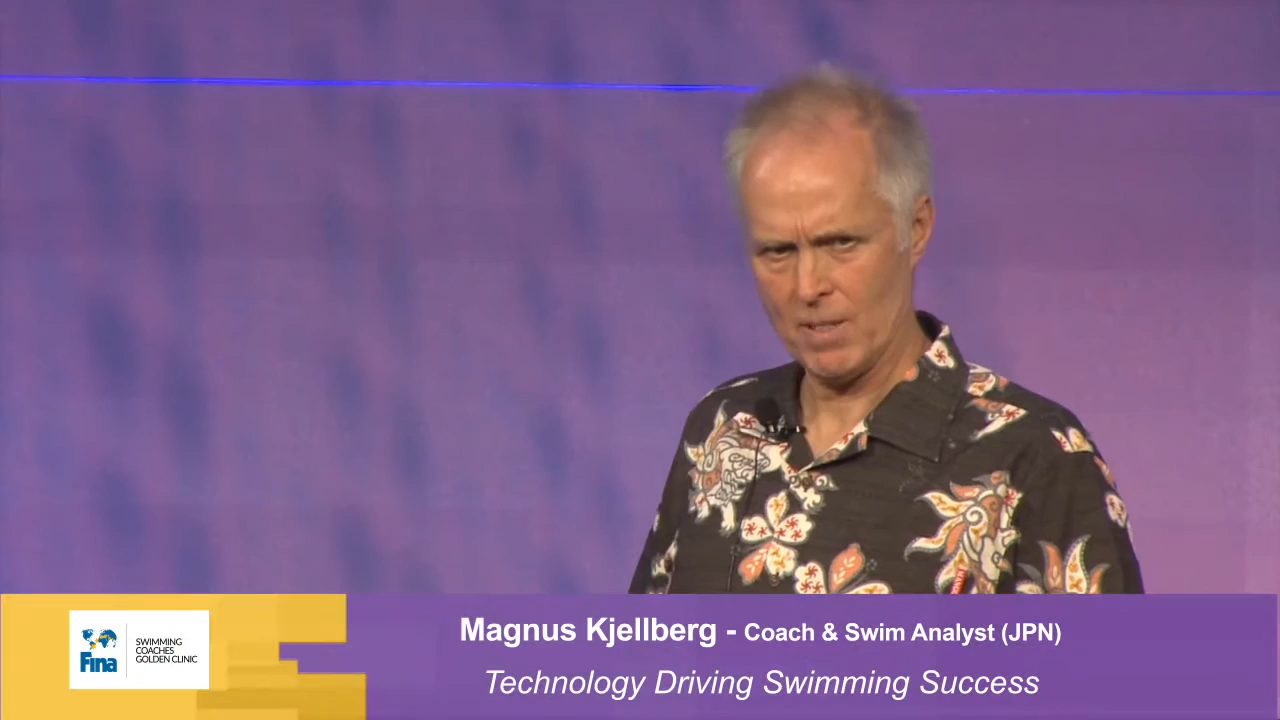 Magnus Kjellberg - Coach & Swim Analyst (JPN)
Technology Driving Swimming Success
Fina
SWIMMING
COACHES
GOLDEN CLINIC